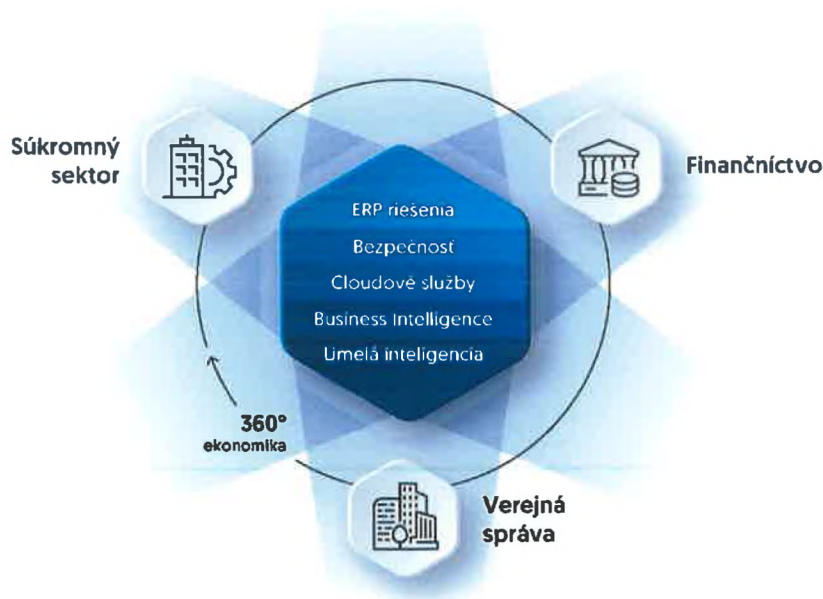 Súkromný
sektor
Finančníctvo
ERP riešenia
Bezpečnosť
Cloudové služby
Business Intelligence
Umelá inteligencia
360°
ekonomika
Verejná
správa